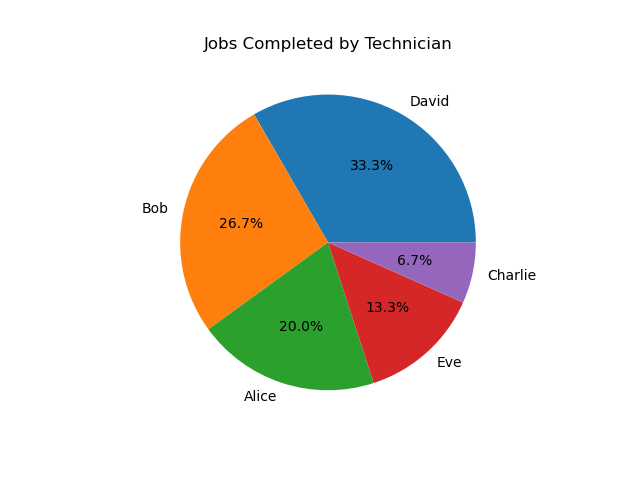 Jobs Completed by Technician
David
33.3%
Bob
26.7%
6.7%
Charlie
13.3%
20.0%
Eve
Alice